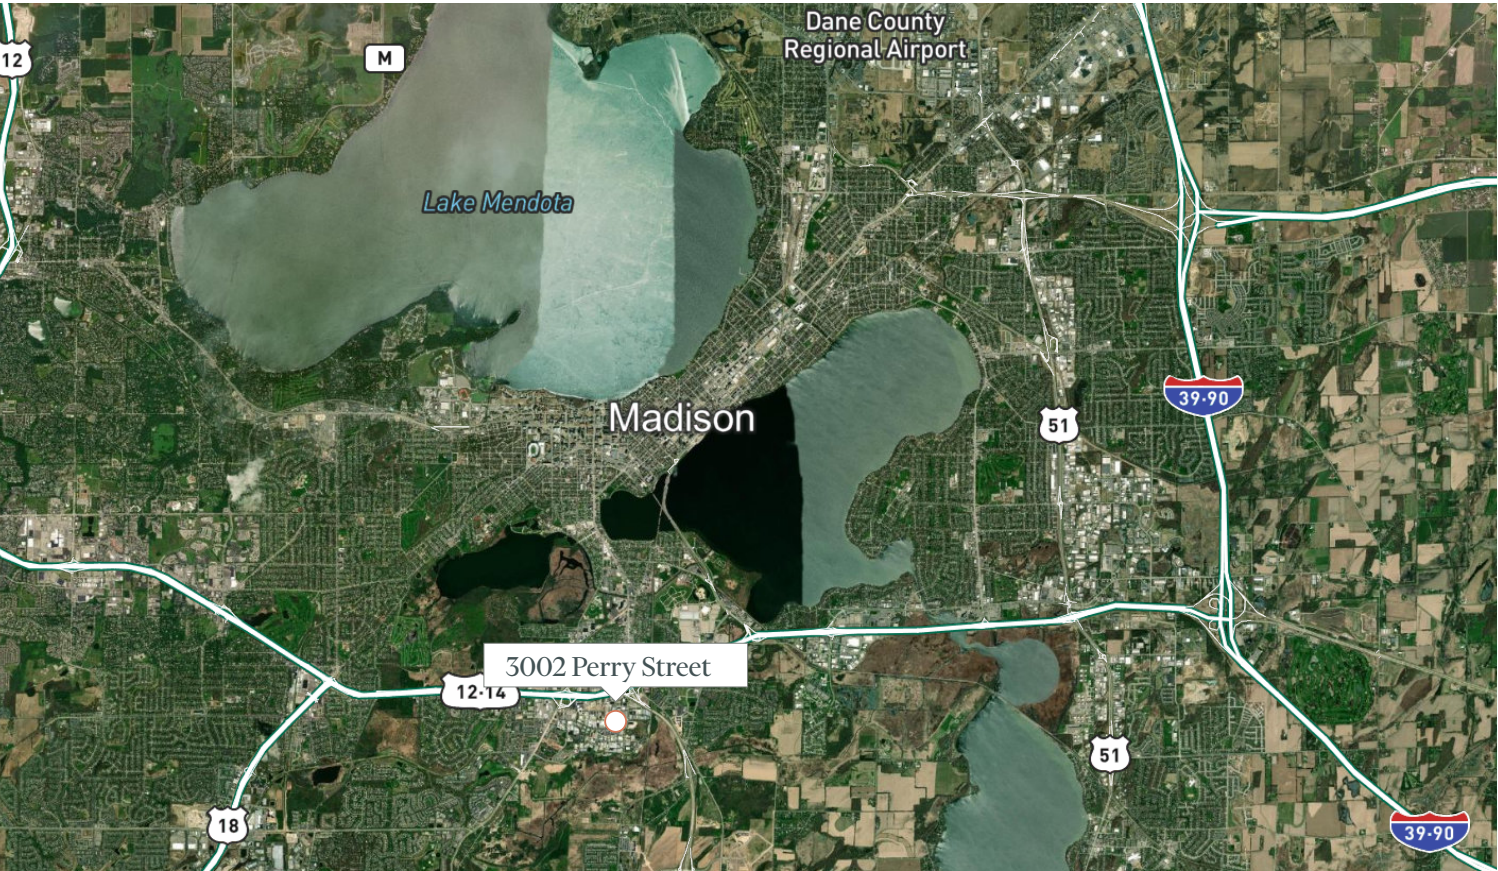 Dane County
Regional Airport
12
M
Lake Mendota
39-90
Madison
51
3002 Perry Street
12-14
51
18
39-90